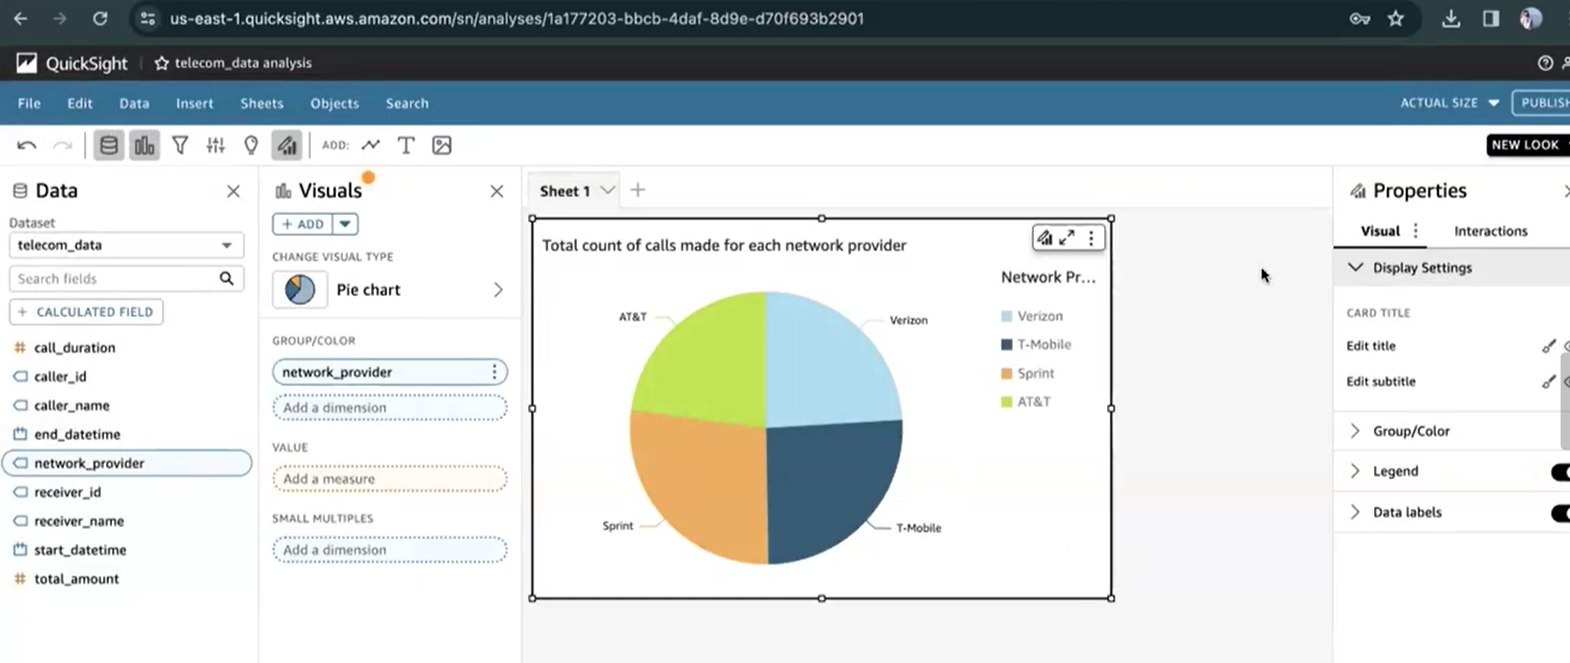 us-east-1.quicksight.aws.amazon.com/sn/analyses/1a177203-bbcb-4daf-8d9e-d70f693b2901
QuickSight
telecom_data analysis
File Edit Data Insert Sheets Objects Search
ACTUAL SIZE
PUBLISH
ADD:
NEW LOOK
Data
Dataset
telecom_data
Search fields
+ CALCULATED FIELD
call_duration
caller_id
caller_name
end_datetime
network_provider
receiver_id
receiver_name
start_datetime
total_amount
Visuals
+ ADD
CHANGE VISUAL TYPE
Pie chart
GROUP/COLOR
network_provider
Add a dimension
VALUE
Add a measure
SMALL MULTIPLES
Add a dimension
Sheet 1
Total count of calls made for each network provider
AT&T
Verizon
Sprint
T-Mobile
Network Pr...
Verizon
T-Mobile
Sprint
AT&T
Properties
Visual
Interactions
Display Settings
CARD TITLE
Edit title
Edit subtitle
Group/Color
Legend
Data labels